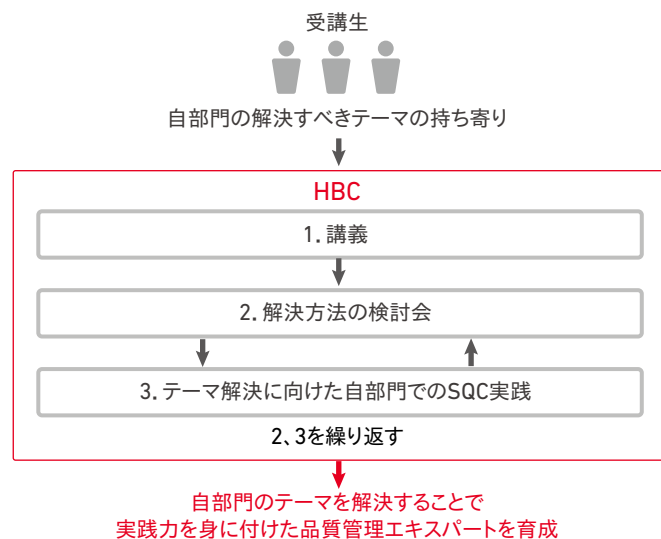 受講生
自部門の解決すべきテーマの持ち寄り
HBC
1. 講義
2. 解決方法の検討会
3. テーマ解決に向けた自部門でのSQC実践
2、3を繰り返す
自部門のテーマを解決することで
実践力を身に付けた品質管理エキスパートを育成